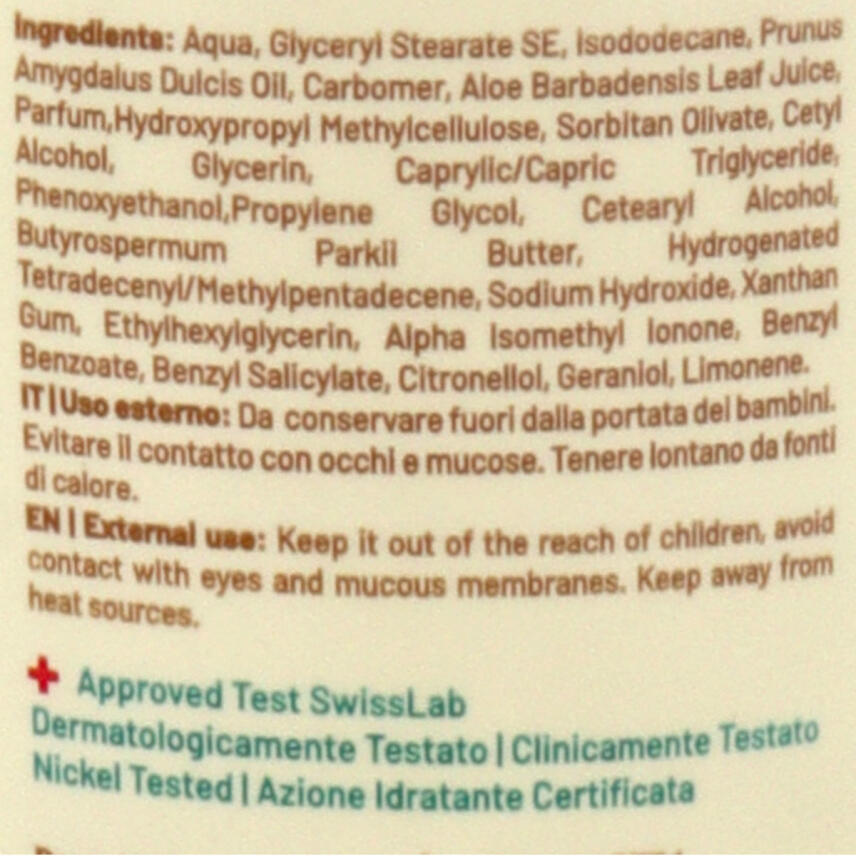 Ingredients: Aqua, Glyceryl Stearate SE, Isododecane, Prunus
Amygdalus Dulcis Oil, Carbomer, Aloe Barbadensis Leaf Juice,
Parfum,Hydroxypropyl Methylcellulose, Sorbitan Olivate, Cetyl
Alcohol, Glycerin, Caprylic/Capric Triglyceride,
Phenoxyethanol,Propylene Glycol, Cetearyl Alcohol,
Butyrospermum Parkii Butter, Hydrogenated
Tetradecenyl/Methylpentadecene, Sodium Hydroxide, Xanthan
Gum, Ethylhexylglycerin, Alpha Isomethyl Ionone, Benzyl
Benzoate, Benzyl Salicylate, Citronellol, Geraniol, Limonene.
IT | Uso esterno: Da conservare fuori dalla portata dei bambini.
Evitare il contatto con occhi e mucose. Tenere lontano da fonti
di calore.
EN | External use: Keep it out of the reach of children, avoid
contact with eyes and mucous membranes. Keep away from
heat sources.
Approved Test SwissLab
Dermatologicamente Testato | Clinicamente Testato
Nickel Tested | Azione Idratante Certificata